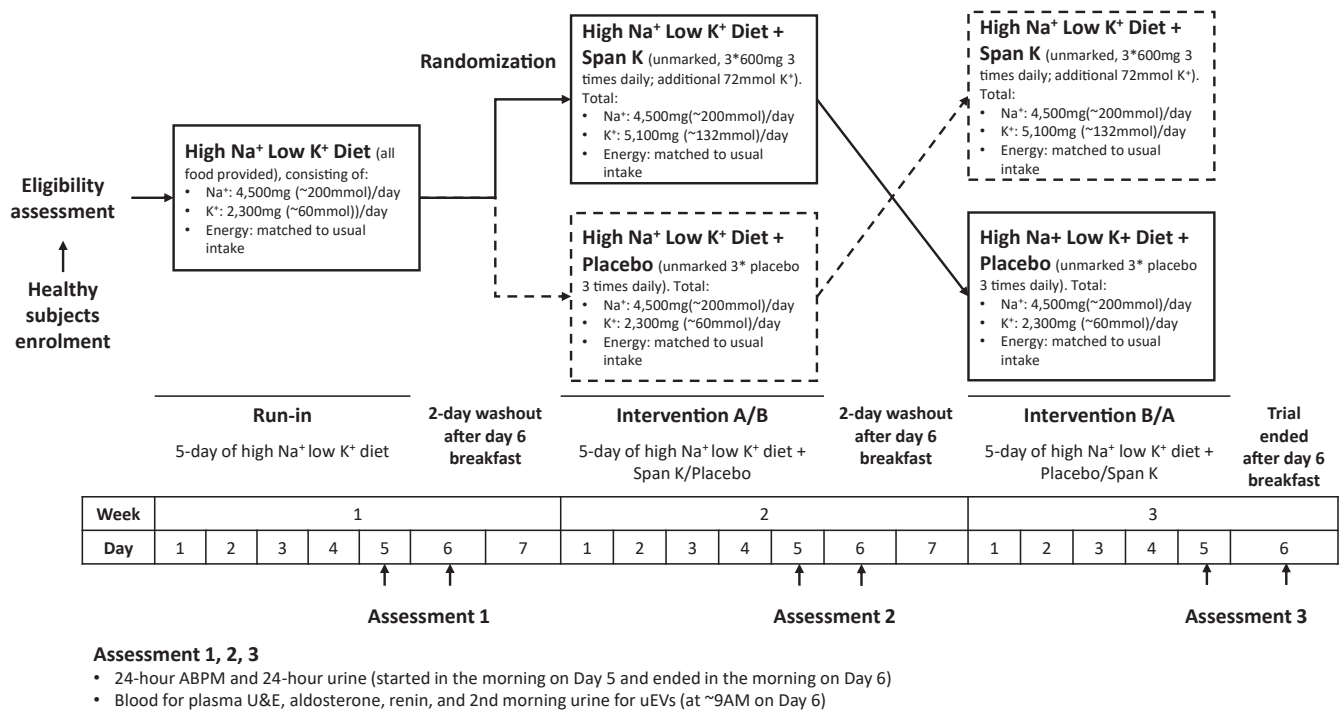 Eligibility
assessment
Healthy
subjects
enrolment
High Na⁺ Low K⁺ Diet (all
food provided), consisting of:
• Na⁺: 4,500mg (~200mmol)/day
• K⁺: 2,300mg (~60mmol))/day
• Energy: matched to usual
intake
Randomization
High Na⁺ Low K⁺ Diet +
Span K (unmarked, 3*600mg 3
times daily; additional 72mmol K⁺).
Total:
• Na⁺: 4,500mg(~200mmol)/day
• K⁺: 5,100mg (~132mmol)/day
• Energy: matched to usual
intake
High Na⁺ Low K⁺ Diet +
Placebo (unmarked 3* placebo
3 times daily). Total:
• Na⁺: 4,500mg(~200mmol)/day
• K⁺: 2,300mg (~60mmol)/day
• Energy: matched to usual
intake
High Na⁺ Low K⁺ Diet +
Span K (unmarked, 3*600mg 3
times daily; additional 72mmol K⁺).
Total:
• Na⁺: 4,500mg(~200mmol)/day
• K⁺: 5,100mg (~132mmol)/day
• Energy: matched to usual
intake
High Na+ Low K+ Diet +
Placebo (unmarked 3* placebo
3 times daily). Total:
• Na⁺: 4,500mg(~200mmol)/day
• K⁺: 2,300mg (~60mmol)/day
• Energy: matched to usual
intake
Run-in
5-day of high Na⁺ low K⁺ diet
2-day washout
after day 6
breakfast
Intervention A/B
5-day of high Na⁺ low K⁺ diet +
Span K/Placebo
2-day washout
after day 6
breakfast
Intervention B/A
5-day of high Na⁺ low K⁺ diet +
Placebo/Span K
Trial
ended
after day 6
breakfast
Week 1 2 3
Day 1 2 3 4 5 6 7 1 2 3 4 5 6 7 1 2 3 4 5 6
Assessment 1 Assessment 2 Assessment 3
Assessment 1, 2, 3
• 24-hour ABPM and 24-hour urine (started in the morning on Day 5 and ended in the morning on Day 6)
• Blood for plasma U&E, aldosterone, renin, and 2nd morning urine for uEVs (at ~9AM on Day 6)